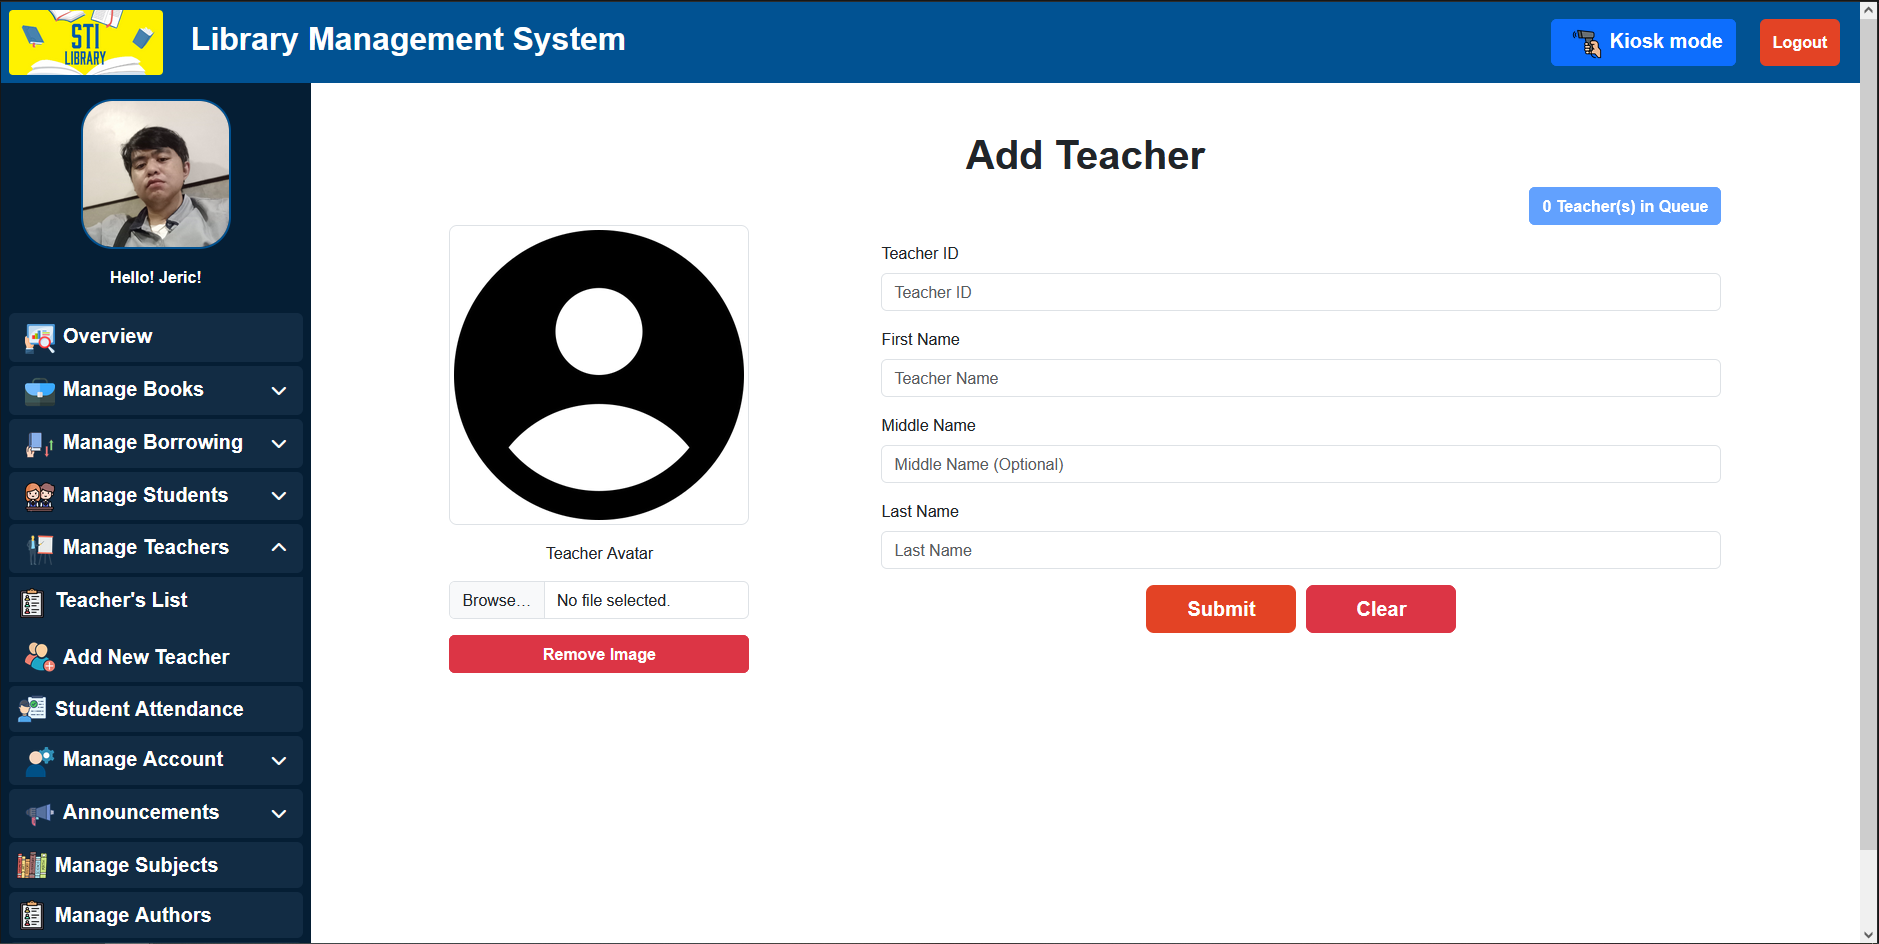 STI
LIBRARY
Library Management System
Kiosk mode
Logout
Hello! Jeric!
Overview
Manage Books
Manage Borrowing
Manage Students
Manage Teachers
Teacher's List
Add New Teacher
Student Attendance
Manage Account
Announcements
Manage Subjects
Manage Authors
Add Teacher
0 Teacher(s) in Queue
Teacher Avatar
Browse...
No file selected.
Remove Image
Teacher ID
Teacher ID
First Name
Teacher Name
Middle Name
Middle Name (Optional)
Last Name
Last Name
Submit
Clear